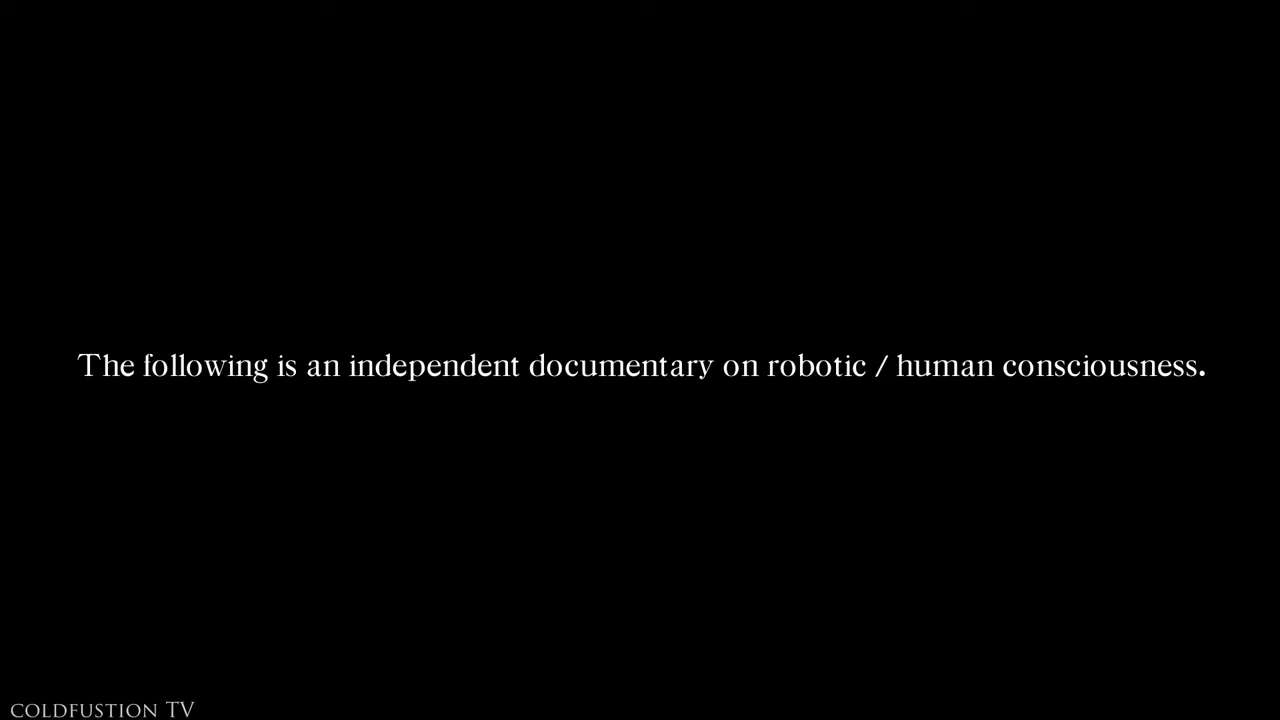 The following is an independent documentary on robotic / human consciousness.
COLDFUSTION TV